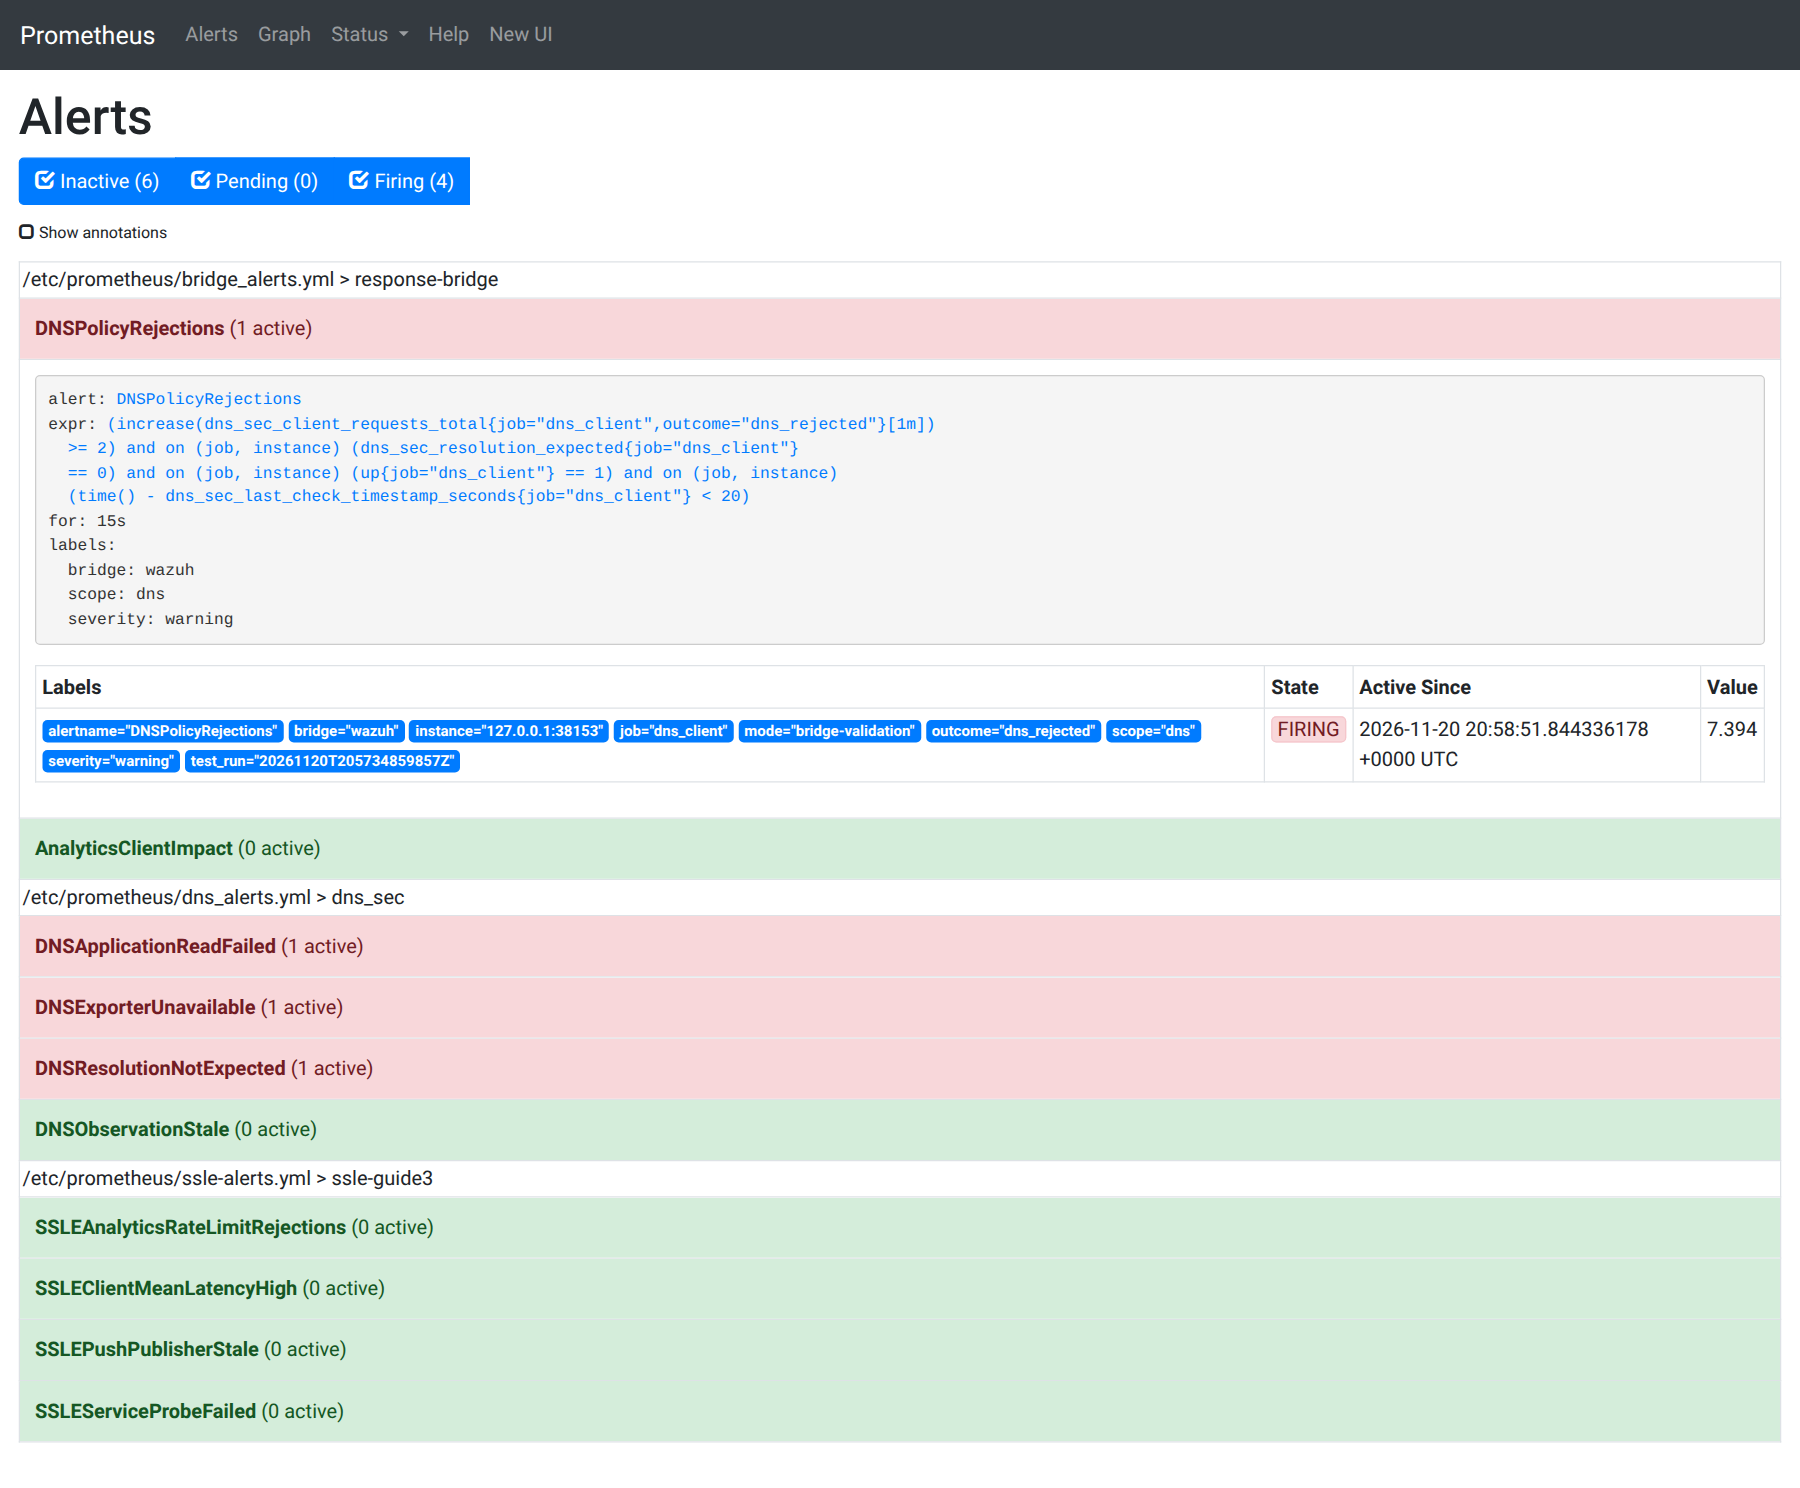 Prometheus Alerts Graph Status Help New UI
Alerts
Inactive (6) Pending (0) Firing (4)
Show annotations
/etc/prometheus/bridge_alerts.yml > response-bridge
DNSPolicyRejections (1 active)
alert: DNSPolicyRejections
expr: (increase(dns_sec_client_requests_total{job="dns_client",outcome="dns_rejected"}[1m])
  >= 2) and on (job, instance) (dns_sec_resolution_expected{job="dns_client"}
  == 0) and on (job, instance) (up{job="dns_client"} == 1) and on (job, instance)
  (time() - dns_sec_last_check_timestamp_seconds{job="dns_client"} < 20)
for: 15s
labels:
  bridge: wazuh
  scope: dns
  severity: warning
Labels State Active Since Value
alertname="DNSPolicyRejections" bridge="wazuh" instance="127.0.0.1:38153" job="dns_client" mode="bridge-validation" outcome="dns_rejected" scope="dns" FIRING 2026-11-20 20:58:51.844336178 7.394
severity="warning" test_run="20261120T205734859857Z" +0000 UTC
AnalyticsClientImpact (0 active)
/etc/prometheus/dns_alerts.yml > dns_sec
DNSApplicationReadFailed (1 active)
DNSExporterUnavailable (1 active)
DNSResolutionNotExpected (1 active)
DNSObservationStale (0 active)
/etc/prometheus/ssle-alerts.yml > ssle-guide3
SSLEAnalyticsRateLimitRejections (0 active)
SSLEClientMeanLatencyHigh (0 active)
SSLEPushPublisherStale (0 active)
SSLEServiceProbeFailed (0 active)